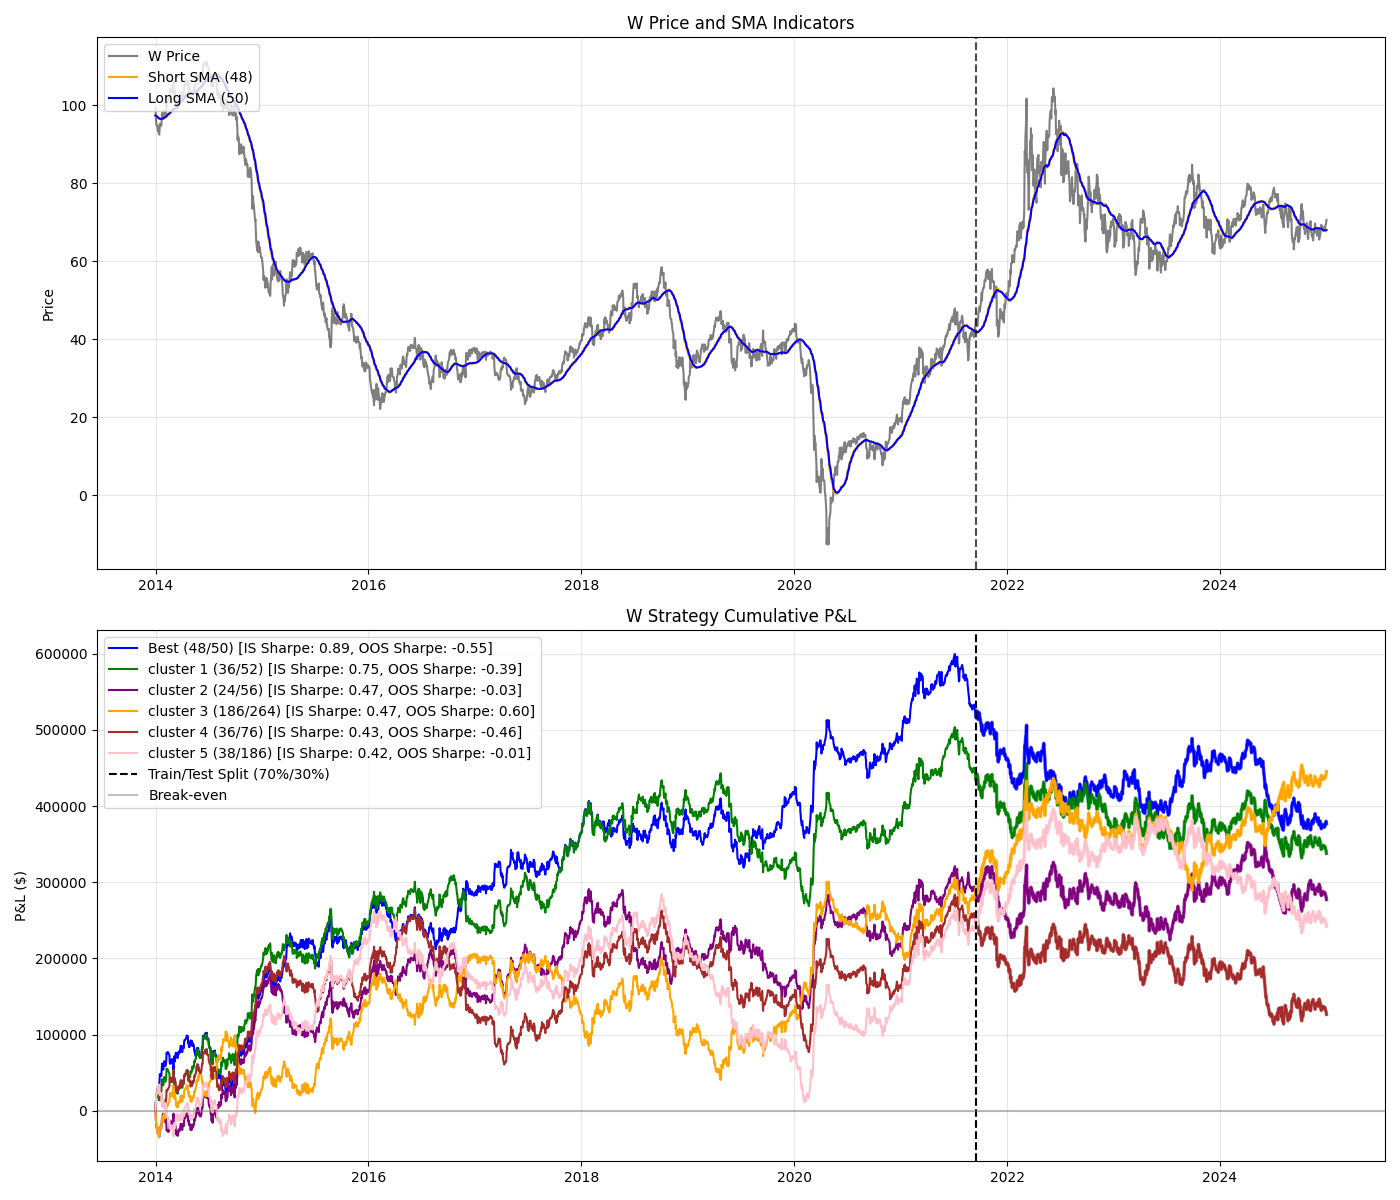 W Price and SMA Indicators
W Price
Short SMA (48)
Long SMA (50)
Price
100
80
60
40
20
0
2014 2016 2018 2020 2022 2024
W Strategy Cumulative P&L
Best (48/50) [IS Sharpe: 0.89, OOS Sharpe: -0.55]
cluster 1 (36/52) [IS Sharpe: 0.75, OOS Sharpe: -0.39]
cluster 2 (24/56) [IS Sharpe: 0.47, OOS Sharpe: -0.03]
cluster 3 (186/264) [IS Sharpe: 0.47, OOS Sharpe: 0.60]
cluster 4 (36/76) [IS Sharpe: 0.43, OOS Sharpe: -0.46]
cluster 5 (38/186) [IS Sharpe: 0.42, OOS Sharpe: -0.01]
Train/Test Split (70%/30%)
Break-even
P&L ($)
600000
500000
400000
300000
200000
100000
0
2014 2016 2018 2020 2022 2024